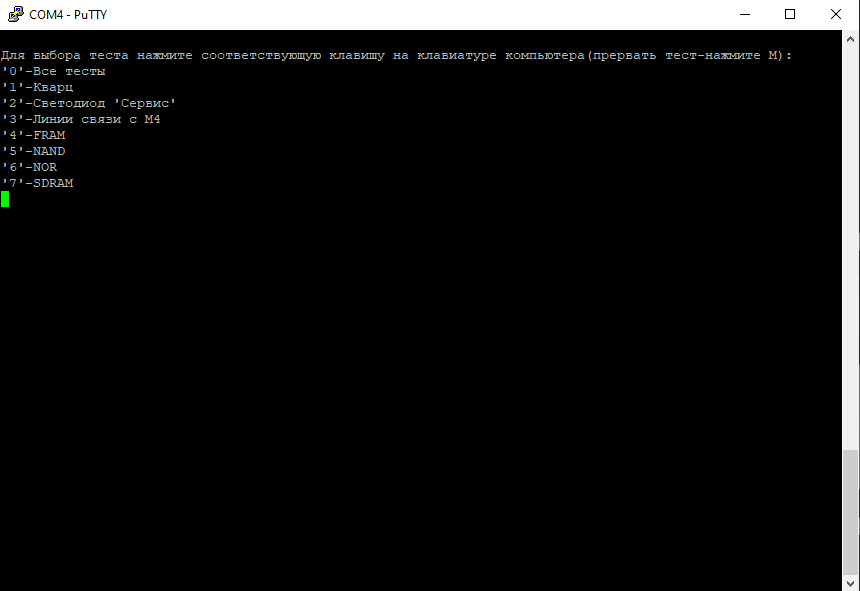 COM4 - PuTTY
Для выбора теста нажмите соответствующую клавишу на клавиатуре компьютера(прервать тест-нажмите М):
'0'-Все тесты
'1'-Кварц
'2'-Светодиод 'Сервис'
'3'-Линии связи с М4
'4'-FRAM
'5'-NAND
'6'-NOR
'7'-SDRAM